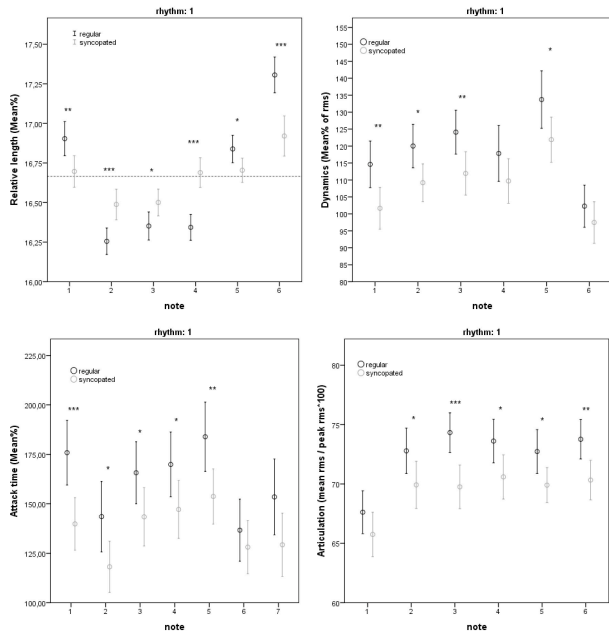 rhythm: 1
regular
syncopated
Relative length (Mean%)
17,50
17,25
17,00
16,75
16,50
16,25
16,00
** *** * *** * ***
1 2 3 4 5 6
note
rhythm: 1
regular
syncopated
Dynamics (Mean% of rms)
155
150
145
140
135
130
125
120
115
110
105
100
95
90
85
80
** * ** *
1 2 3 4 5 6
note
rhythm: 1
regular
syncopated
Attack time (Mean%)
225,00
200,00
175,00
150,00
125,00
100,00
*** * * * **
1 2 3 4 5 6 7
note
rhythm: 1
regular
syncopated
Articulation (mean rms / peak rms*100)
80
75
70
65
60
* *** * * **
1 2 3 4 5 6
note